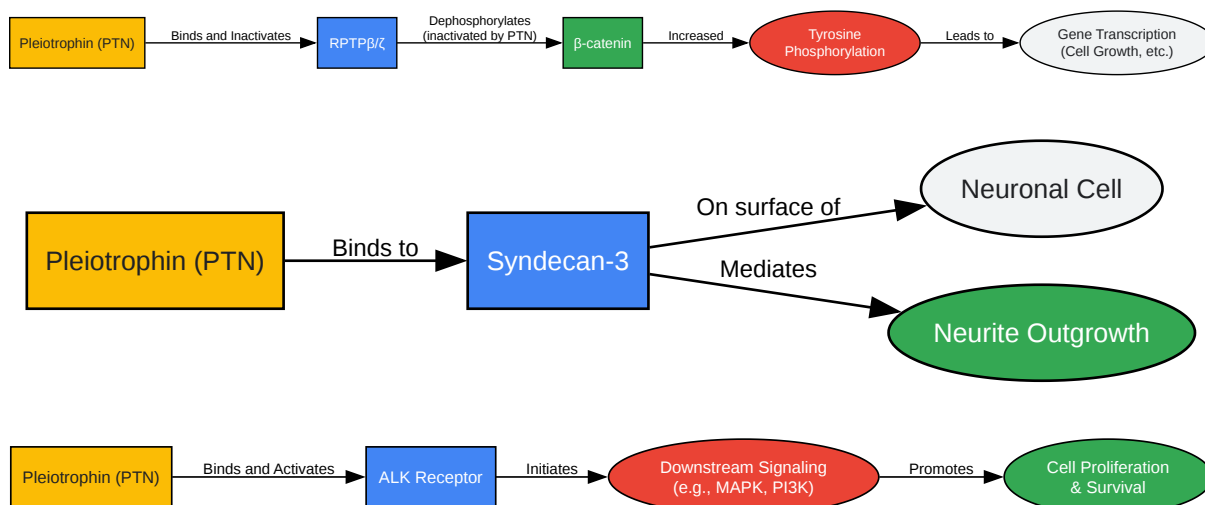 Pleiotrophin (PTN)
Binds and Inactivates
RPTPβ/ζ
Dephosphorylates
(inactivated by PTN)
β-catenin
Increased
Tyrosine
Phosphorylation
Leads to
Gene Transcription
(Cell Growth, etc.)
Pleiotrophin (PTN)
Binds to
Syndecan-3
On surface of
Neuronal Cell
Mediates
Neurite Outgrowth
Pleiotrophin (PTN)
Binds and Activates
ALK Receptor
Initiates
Downstream Signaling
(e.g., MAPK, PI3K)
Promotes
Cell Proliferation
& Survival